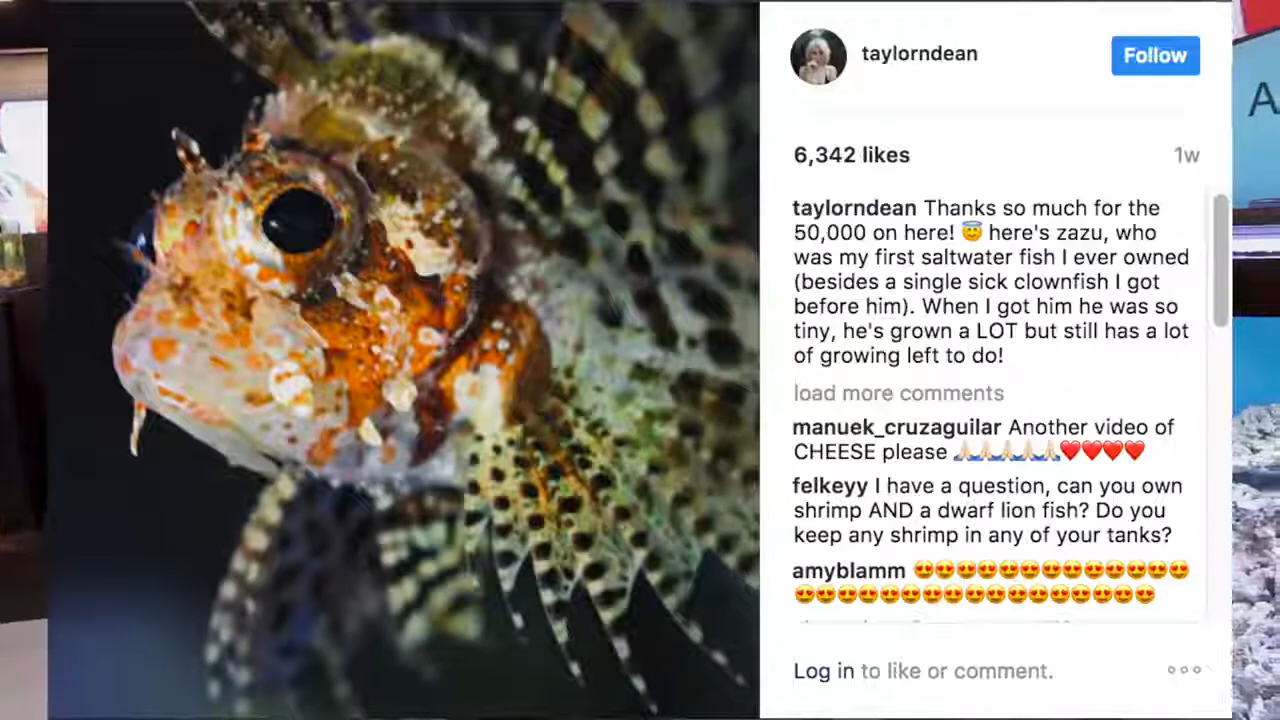 taylorndean
Follow
6,342 likes
1w
taylorndean Thanks so much for the
50,000 on here! 😇 here's zazu, who
was my first saltwater fish I ever owned
(besides a single sick clownfish I got
before him). When I got him he was so
tiny, he's grown a LOT but still has a lot
of growing left to do!
load more comments
manuek_cruzaguilar Another video of
CHEESE please 🙏🏻🙏🏻🙏🏻🙏🏻🙏🏻❤️❤️❤️❤️
felkeyy I have a question, can you own
shrimp AND a dwarf lion fish? Do you
keep any shrimp in any of your tanks?
amyblamm 😍😍😍😍😍😍😍😍😍😍😍😍😍
😍😍😍😍😍😍😍😍😍😍😍😍😍😍😍😍😍
Log in to like or comment.
A